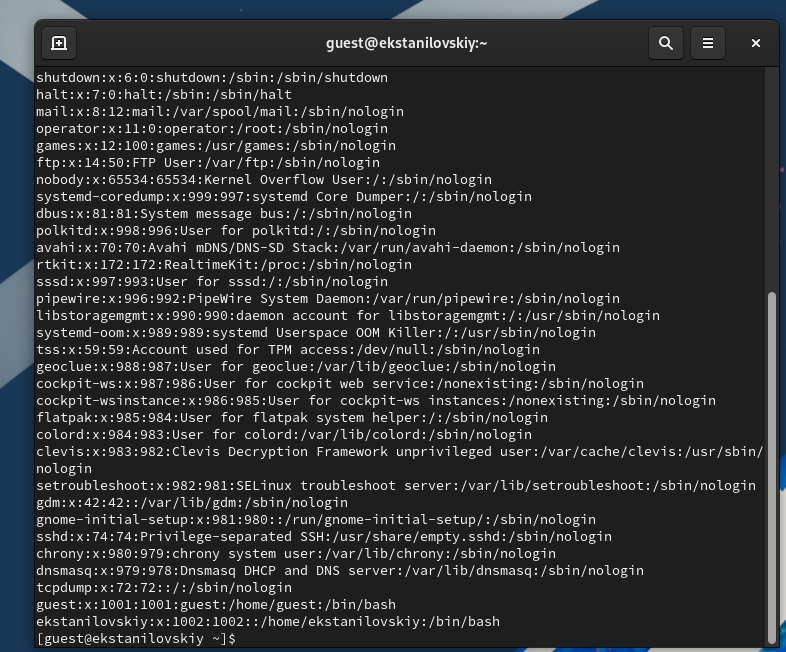 guest@ekstanilovskiy:~
shutdown:x:6:0:shutdown:/sbin:/sbin/shutdown
halt:x:7:0:halt:/sbin:/sbin/halt
mail:x:8:12:mail:/var/spool/mail:/sbin/nologin
operator:x:11:0:operator:/root:/sbin/nologin
games:x:12:100:games:/usr/games:/sbin/nologin
ftp:x:14:50:FTP User:/var/ftp:/sbin/nologin
nobody:x:65534:65534:Kernel Overflow User:/:/sbin/nologin
systemd-coredump:x:999:997:systemd Core Dumper:/:/sbin/nologin
dbus:x:81:81:System message bus:/:/sbin/nologin
polkitd:x:998:996:User for polkitd:/:/sbin/nologin
avahi:x:70:70:Avahi mDNS/DNS-SD Stack:/var/run/avahi-daemon:/sbin/nologin
rtkit:x:172:172:RealtimeKit:/proc:/sbin/nologin
sssd:x:997:993:User for sssd:/:/sbin/nologin
pipewire:x:996:992:PipeWire System Daemon:/var/run/pipewire:/sbin/nologin
libstoragemgmt:x:990:990:daemon account for libstoragemgmt:/:/usr/sbin/nologin
systemd-oom:x:989:989:systemd Userspace OOM Killer:/:/usr/sbin/nologin
tss:x:59:59:Account used for TPM access:/dev/null:/sbin/nologin
geoclue:x:988:987:User for geoclue:/var/lib/geoclue:/sbin/nologin
cockpit-ws:x:987:986:User for cockpit web service:/nonexisting:/sbin/nologin
cockpit-wsinstance:x:986:985:User for cockpit-ws instances:/nonexisting:/sbin/nologin
flatpak:x:985:984:User for flatpak system helper:/:/sbin/nologin
colord:x:984:983:User for colord:/var/lib/colord:/sbin/nologin
clevis:x:983:982:Clevis Decryption Framework unprivileged user:/var/cache/clevis:/usr/sbin/
nologin
setroubleshoot:x:982:981:SELinux troubleshoot server:/var/lib/setroubleshoot:/sbin/nologin
gdm:x:42:42::/var/lib/gdm:/sbin/nologin
gnome-initial-setup:x:981:980::/run/gnome-initial-setup/:/sbin/nologin
sshd:x:74:74:Privilege-separated SSH:/usr/share/empty.sshd:/sbin/nologin
chrony:x:980:979:chrony system user:/var/lib/chrony:/sbin/nologin
dnsmasq:x:979:978:Dnsmasq DHCP and DNS server:/var/lib/dnsmasq:/sbin/nologin
tcpdump:x:72:72::/:/sbin/nologin
guest:x:1001:1001:guest:/home/guest:/bin/bash
ekstanilovskiy:x:1002:1002::/home/ekstanilovskiy:/bin/bash
[guest@ekstanilovskiy ~]$